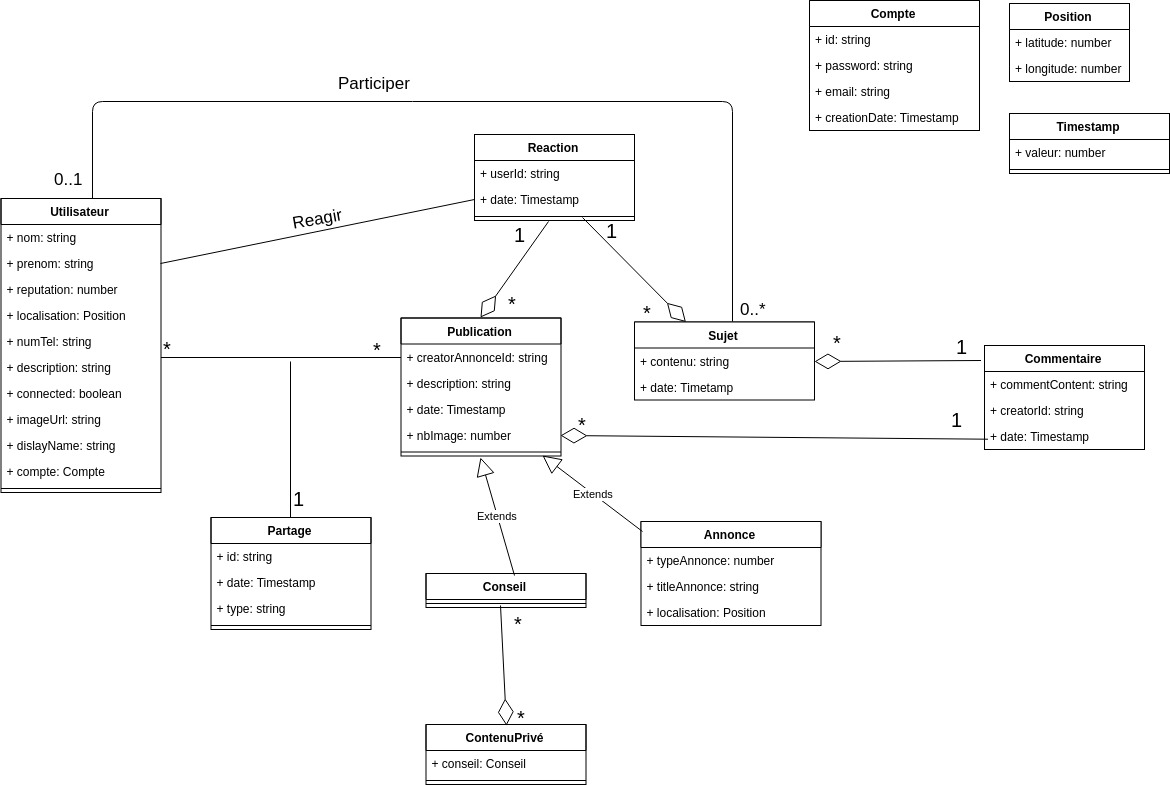 Compte
+ id: string
+ password: string
+ email: string
+ creationDate: Timestamp
Position
+ latitude: number
+ longitude: number
Timestamp
+ valeur: number
Participer
0..1
Utilisateur
+ nom: string
+ prenom: string
+ reputation: number
+ localisation: Position
+ numTel: string
+ description: string
+ connected: boolean
+ imageUrl: string
+ dislayName: string
+ compte: Compte
Reagir
Reaction
+ userId: string
+ date: Timestamp
1
*
1
*
0..*
*
*
Publication
+ creatorAnnonceId: string
+ description: string
+ date: Timestamp
+ nbImage: number
Sujet
+ contenu: string
+ date: Timetamp
*
1
*
1
Commentaire
+ commentContent: string
+ creatorId: string
+ date: Timestamp
1
Partage
+ id: string
+ date: Timestamp
+ type: string
Extends
Extends
Annonce
+ typeAnnonce: number
+ titleAnnonce: string
+ localisation: Position
Conseil
*
*
ContenuPrivé
+ conseil: Conseil